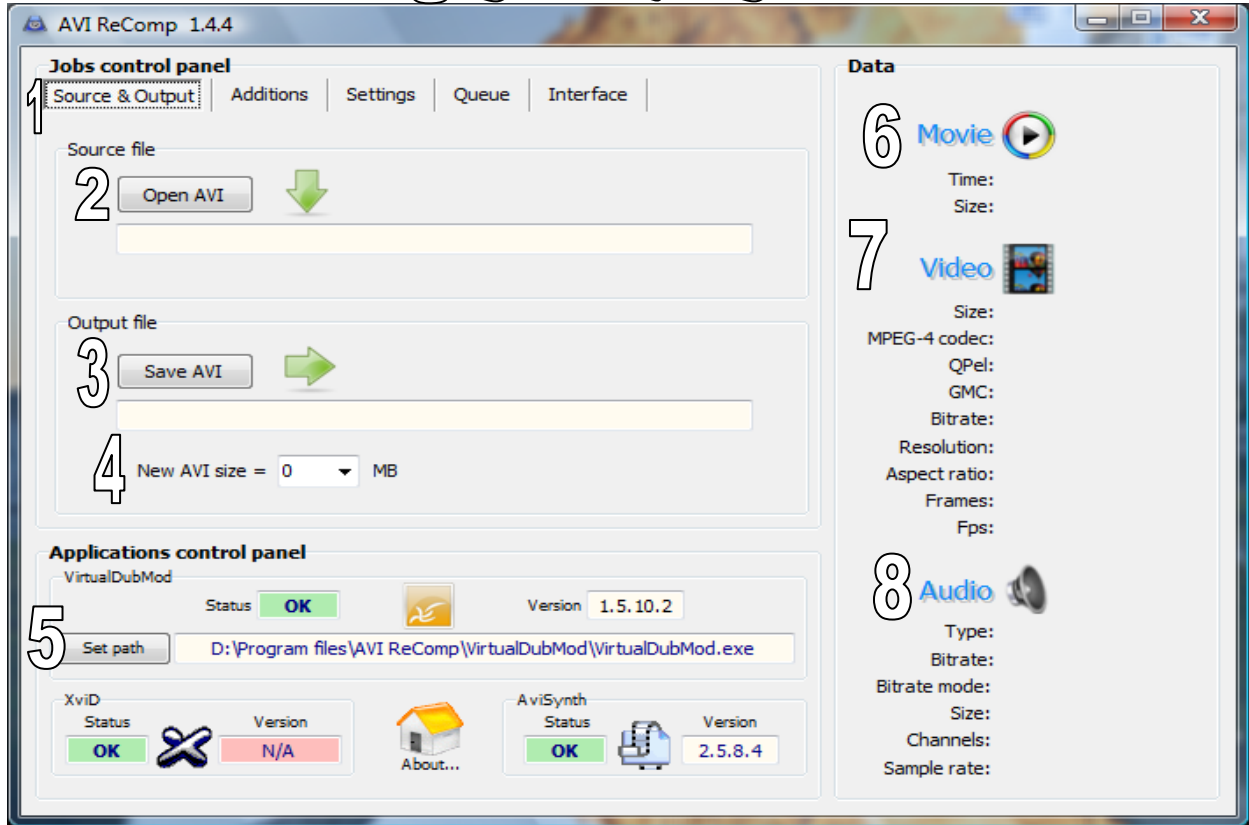 AVI ReComp 1.4.4
Jobs control panel
1
Source & Output
Additions
Settings
Queue
Interface
Source file
2
Open AVI
Output file
3
Save AVI
4
New AVI size = 0 MB
Applications control panel
VirtualDubMod
Status OK
Version 1.5.10.2
5
Set path
D:\Program files\AVI ReComp\VirtualDubMod\VirtualDubMod.exe
XviD
Status
OK
Version
N/A
About...
AviSynth
Status
OK
Version
2.5.8.4
Data
6
Movie
Time:
Size:
7
Video
Size:
MPEG-4 codec:
QPel:
GMC:
Bitrate:
Resolution:
Aspect ratio:
Frames:
Fps:
8
Audio
Type:
Bitrate:
Bitrate mode:
Size:
Channels:
Sample rate: